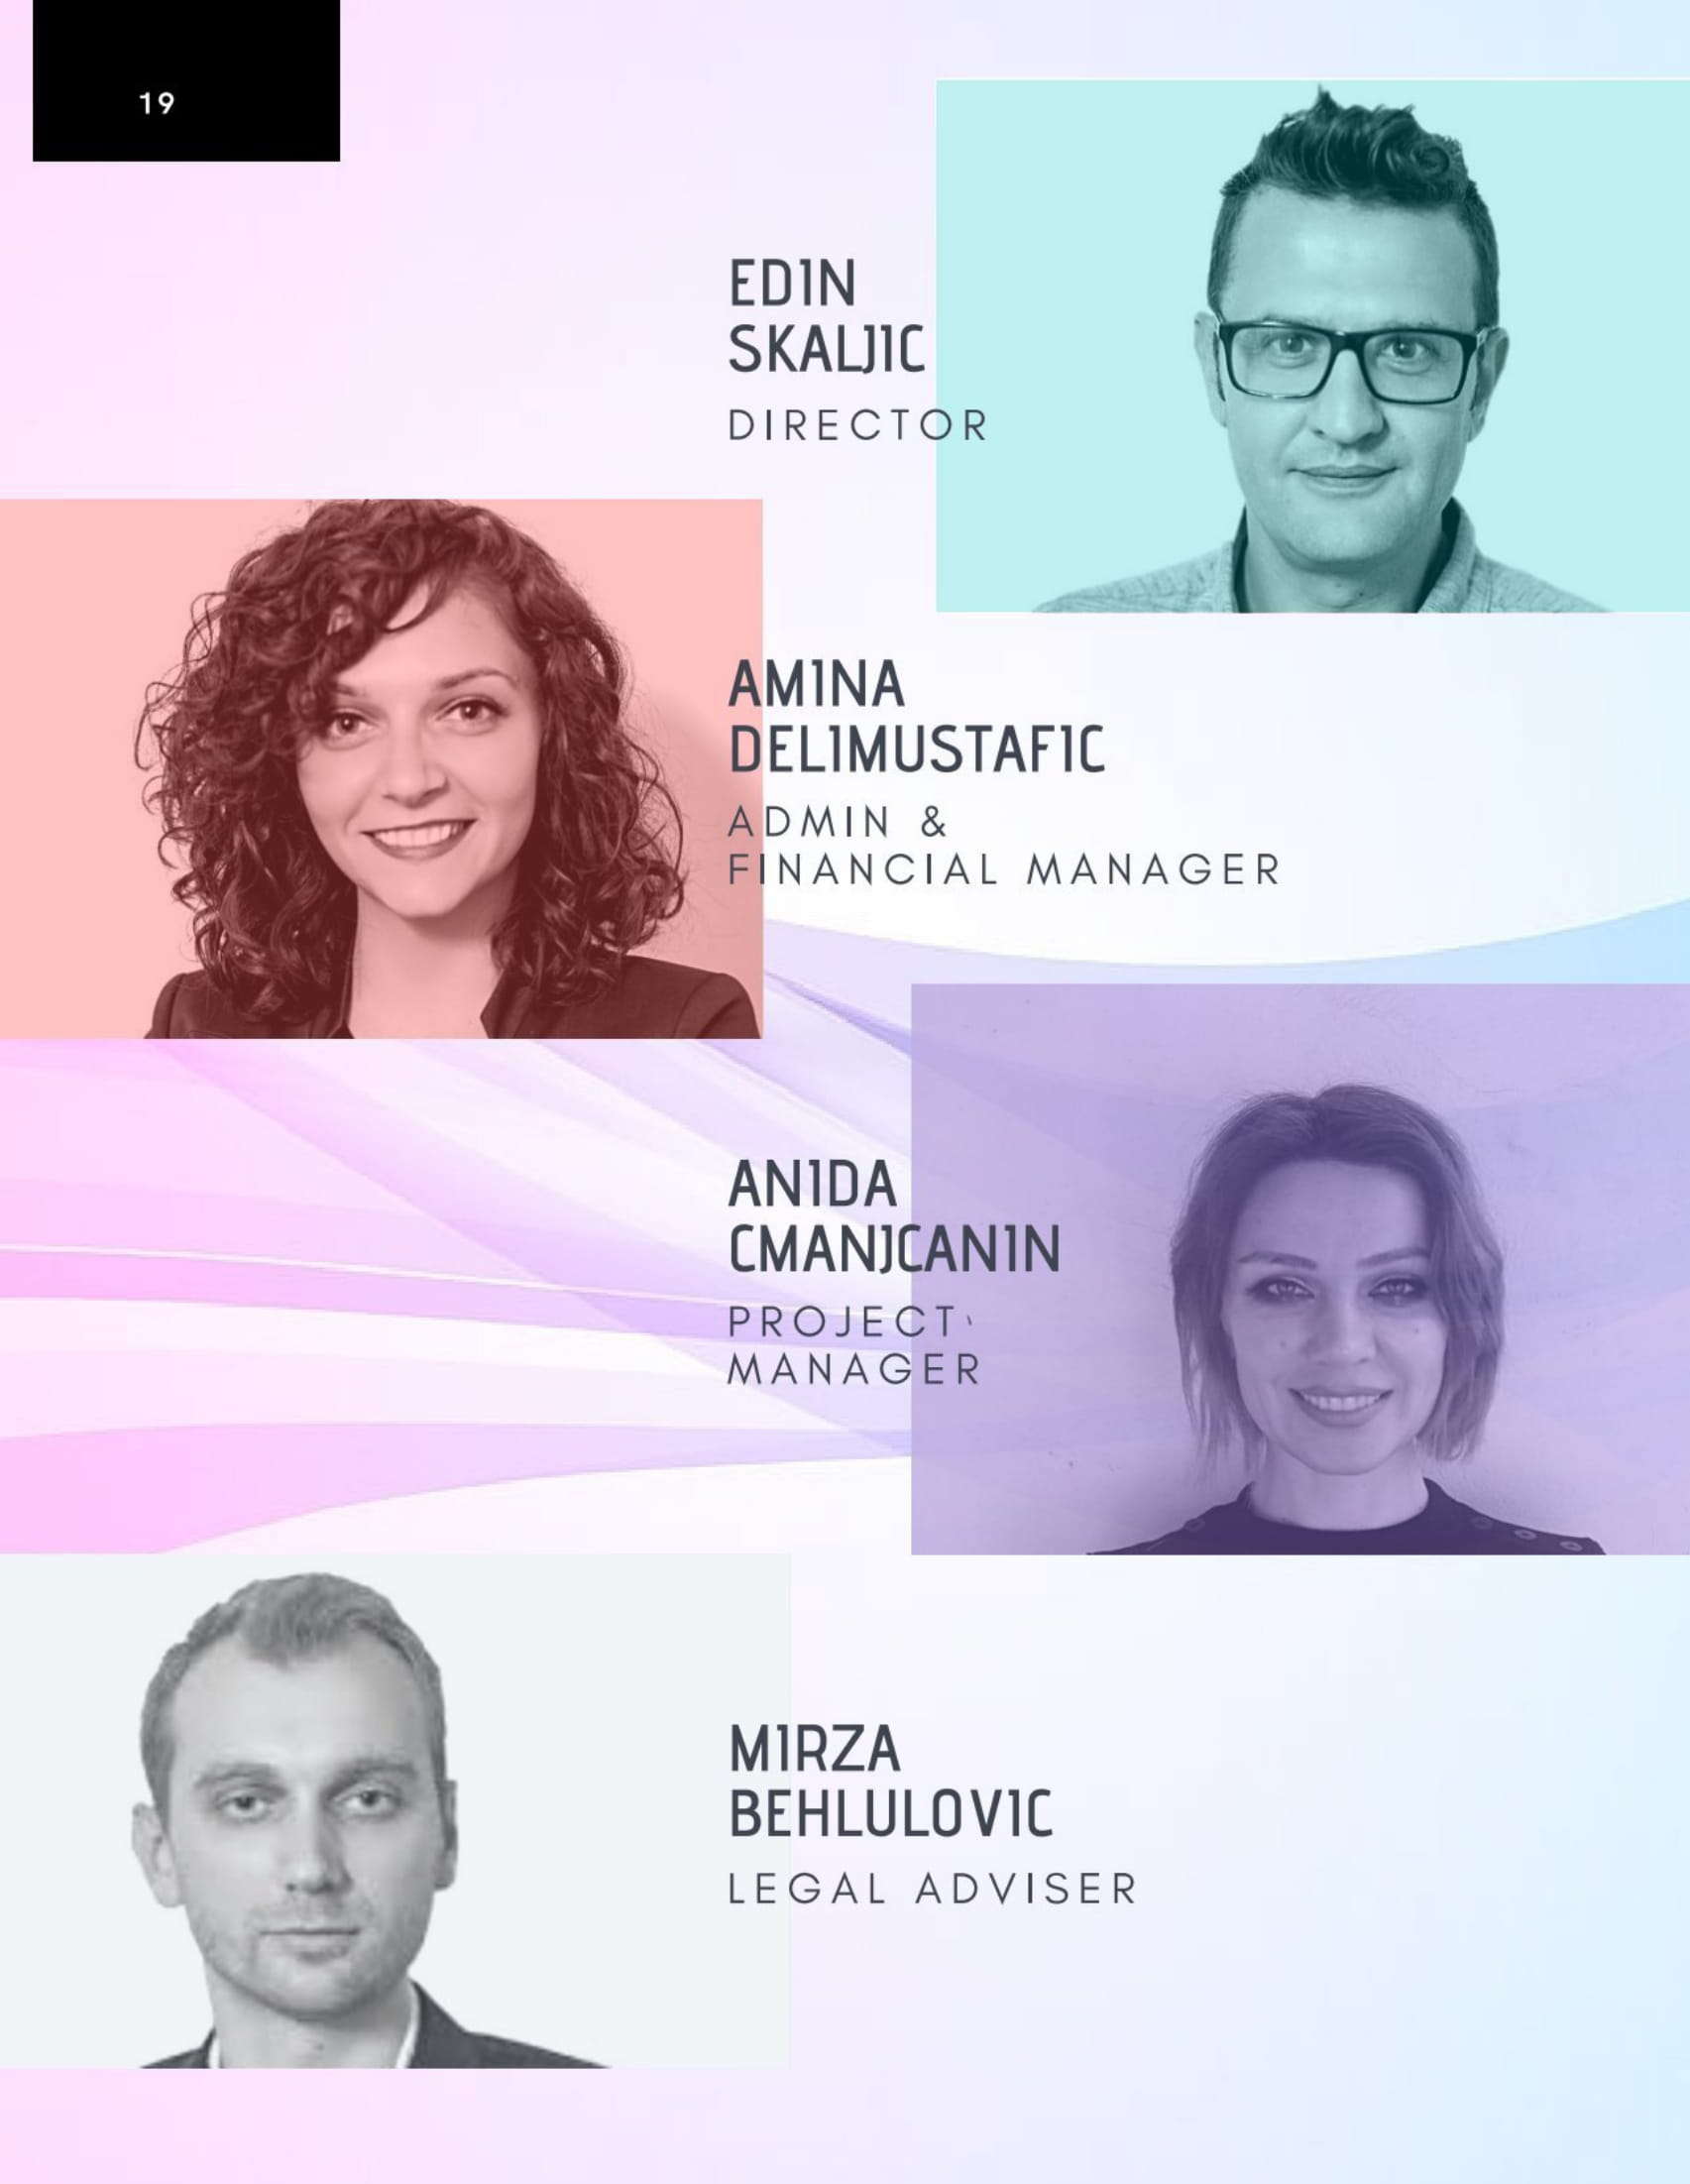 19
EDIN
SKALJIC
DIRECTOR
AMINA
DELIMUSTAFIC
ADMIN &
FINANCIAL MANAGER
ANIDA
CMANJCANIN
PROJECT
MANAGER
MIRZA
BEHLULOVIC
LEGAL ADVISER